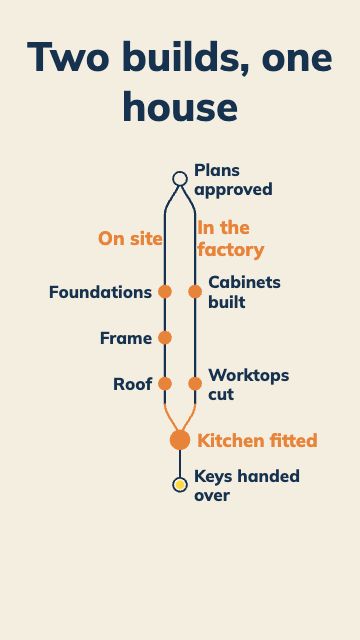 Two builds, one
house
Plans
approved
On site
In the
factory
Foundations
Cabinets
built
Frame
Roof
Worktops
cut
Kitchen fitted
Keys handed
over